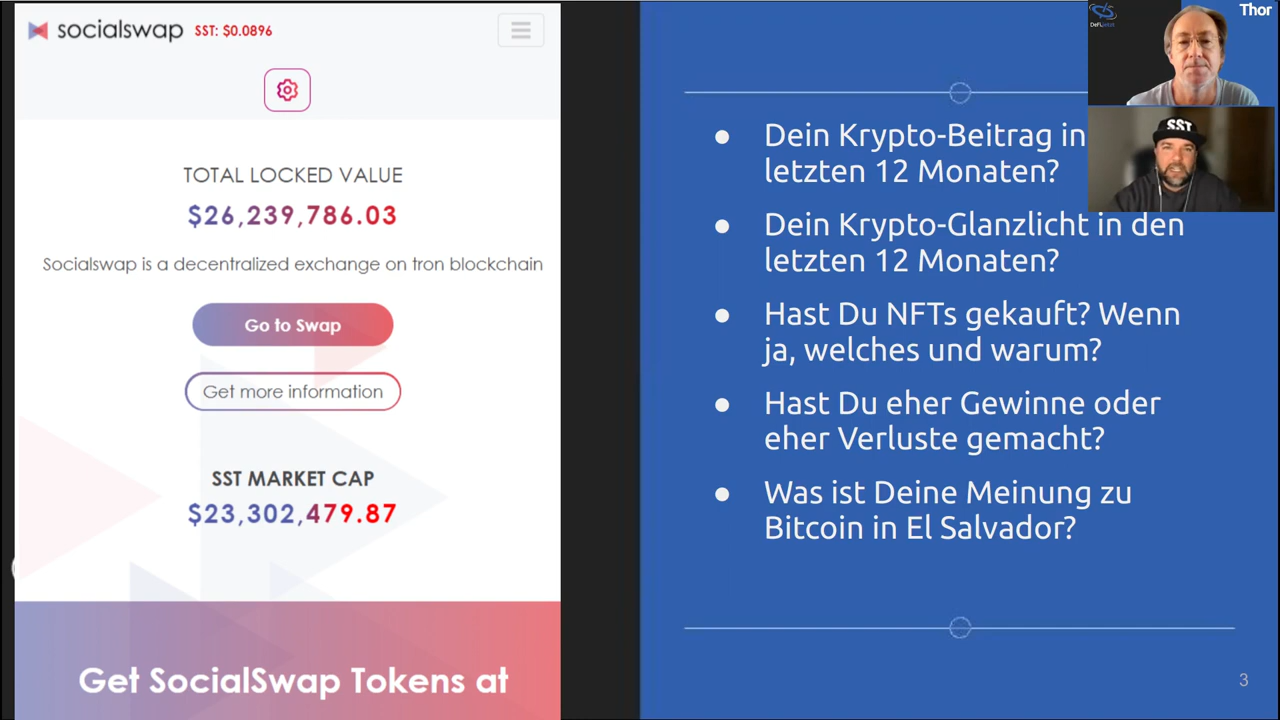 socialswap SST: $0.0896
TOTAL LOCKED VALUE
$26,239,786.03
Socialswap is a decentralized exchange on tron blockchain
Go to Swap
Get more information
SST MARKET CAP
$23,302,479.87
Get SocialSwap Tokens at
● Dein Krypto-Beitrag in
letzten 12 Monaten?
● Dein Krypto-Glanzlicht in den
letzten 12 Monaten?
● Hast Du NFTs gekauft? Wenn
ja, welches und warum?
● Hast Du eher Gewinne oder
eher Verluste gemacht?
● Was ist Deine Meinung zu
Bitcoin in El Salvador?
3
Thor
SST